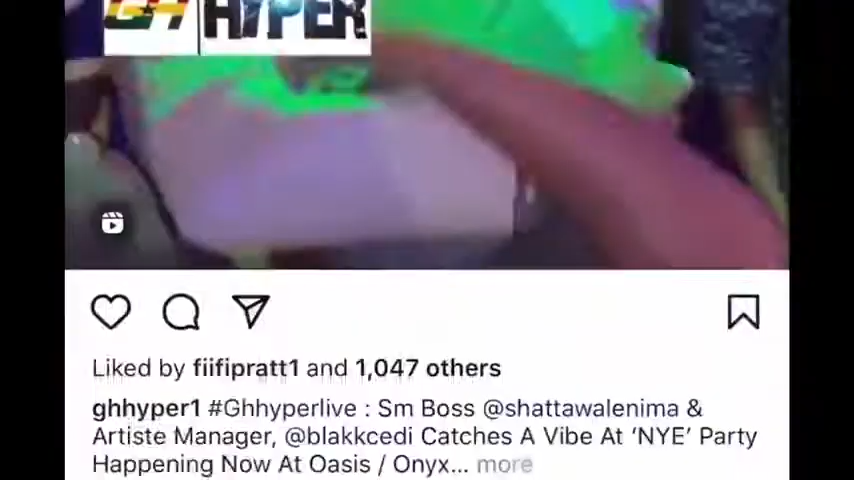 GH HYPER
Liked by fiifipratt1 and 1,047 others
ghhyper1 #Ghhyperlive : Sm Boss @shattawalenima &
Artiste Manager, @blakkcedi Catches A Vibe At ‘NYE’ Party
Happening Now At Oasis / Onyx... more